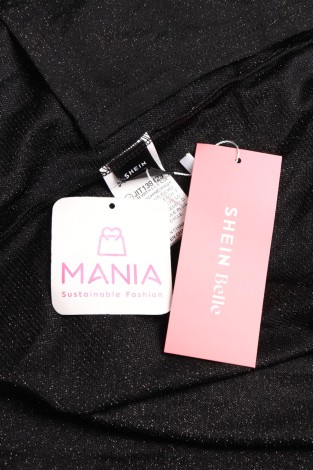 SHEIN
MANIA
Sustainable Fashion
SHEIN Belle